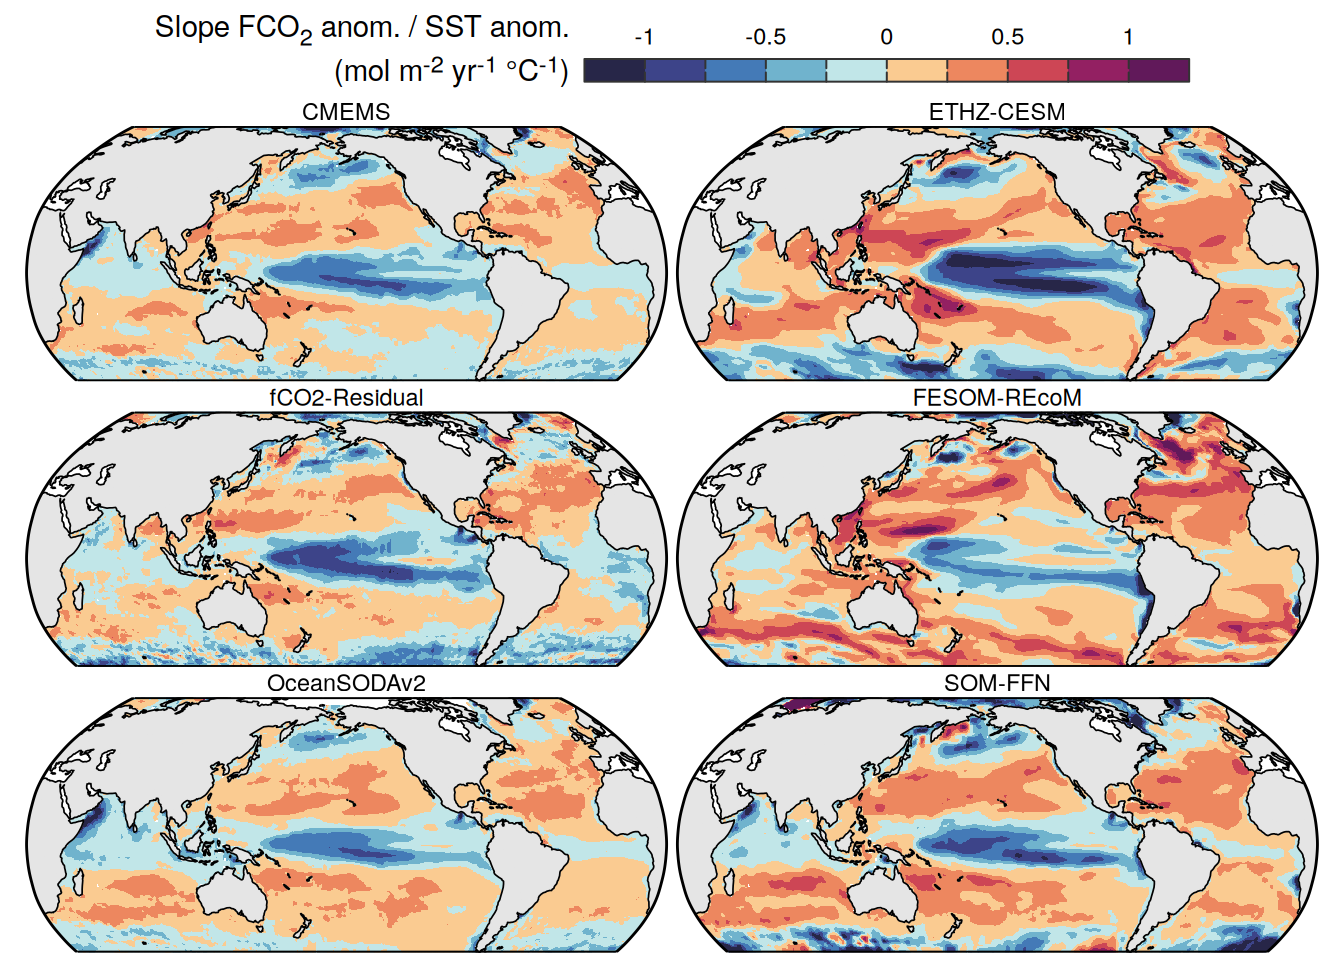 Slope FCO2 anom. / SST anom.
(mol m-2 yr-1 °C-1)
-1 -0.5 0 0.5 1
CMEMS ETHZ-CESM
fCO2-Residual FESOM-REcoM
OceanSODAv2 SOM-FFN